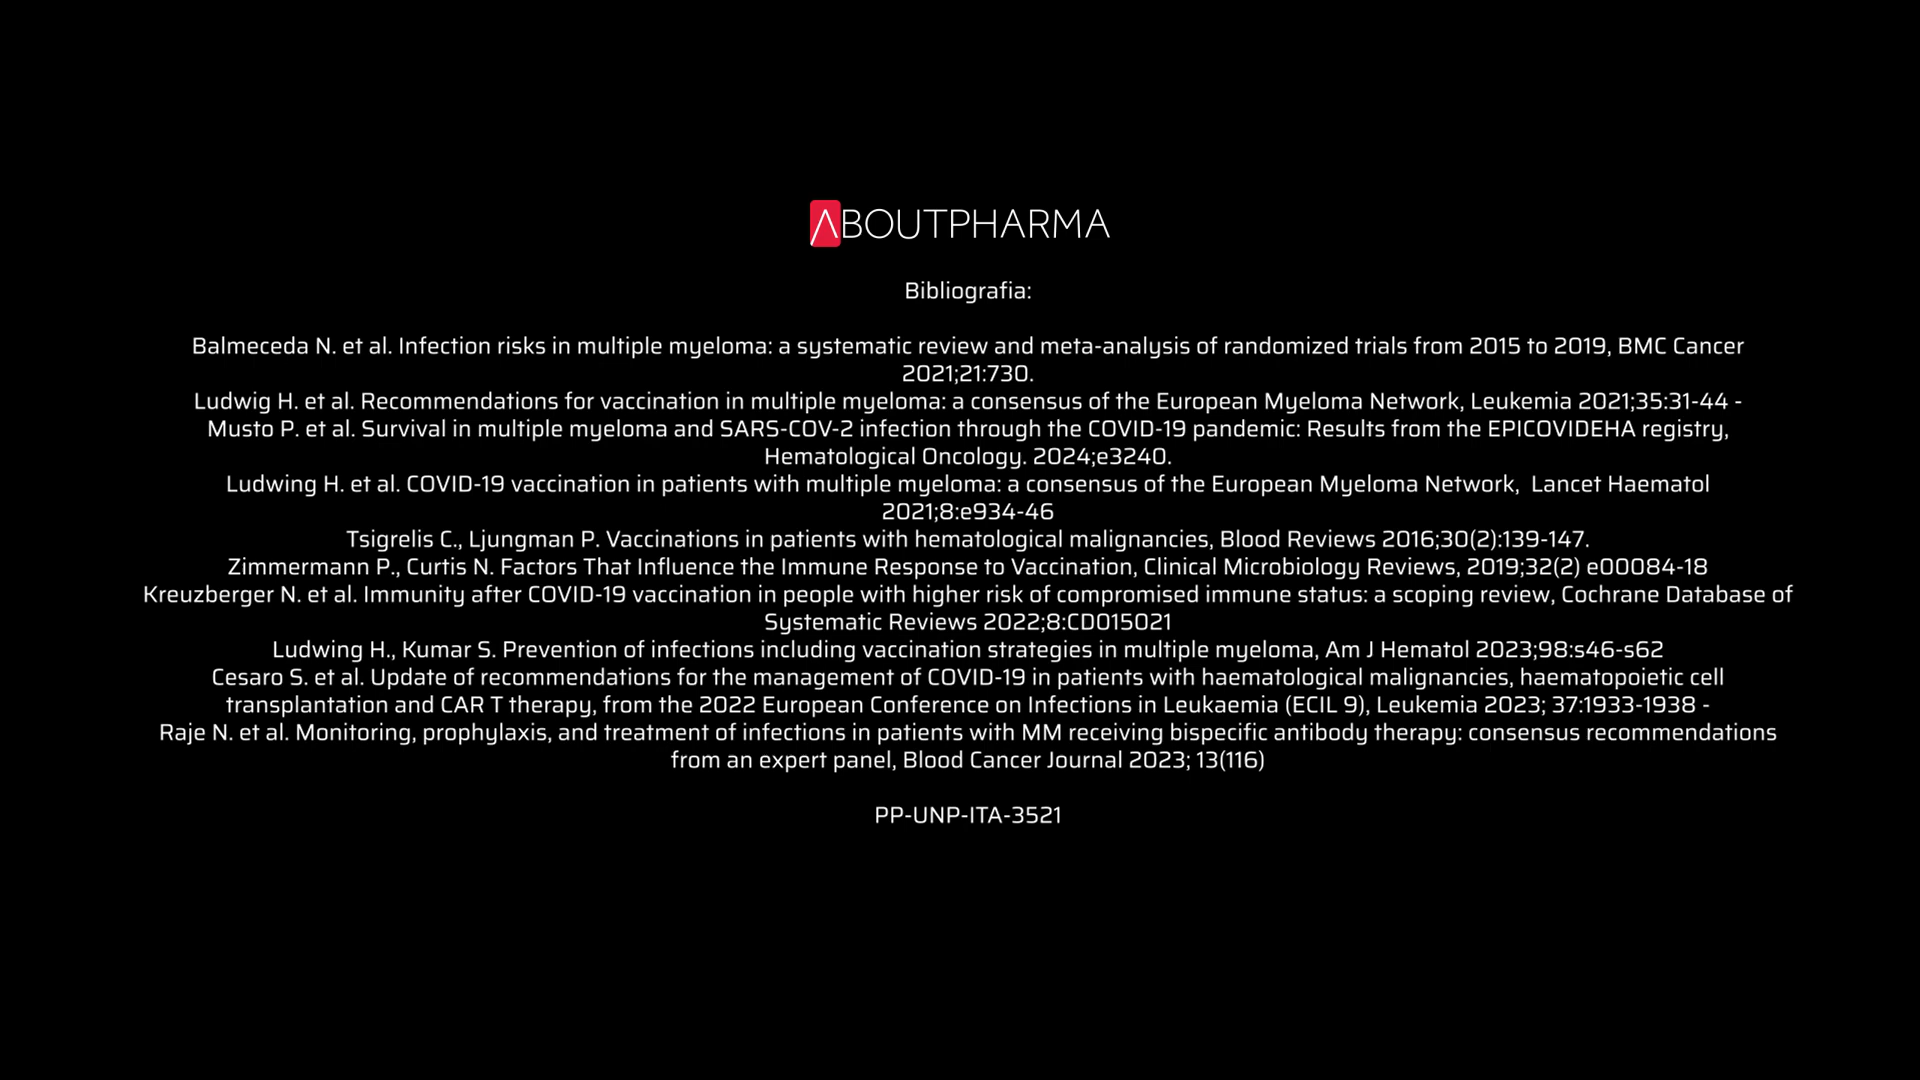 ABOUTPHARMA
Bibliografia:
Balmeceda N. et al. Infection risks in multiple myeloma: a systematic review and meta-analysis of randomized trials from 2015 to 2019, BMC Cancer
2021;21:730.
Ludwig H. et al. Recommendations for vaccination in multiple myeloma: a consensus of the European Myeloma Network, Leukemia 2021;35:31-44 -
Musto P. et al. Survival in multiple myeloma and SARS-COV-2 infection through the COVID-19 pandemic: Results from the EPICOVIDEHA registry,
Hematological Oncology. 2024;e3240.
Ludwing H. et al. COVID-19 vaccination in patients with multiple myeloma: a consensus of the European Myeloma Network,  Lancet Haematol
2021;8:e934-46
Tsigrelis C., Ljungman P. Vaccinations in patients with hematological malignancies, Blood Reviews 2016;30(2):139-147.
Zimmermann P., Curtis N. Factors That Influence the Immune Response to Vaccination, Clinical Microbiology Reviews, 2019;32(2) e00084-18
Kreuzberger N. et al. Immunity after COVID-19 vaccination in people with higher risk of compromised immune status: a scoping review, Cochrane Database of
Systematic Reviews 2022;8:CD015021
Ludwing H., Kumar S. Prevention of infections including vaccination strategies in multiple myeloma, Am J Hematol 2023;98:s46-s62
Cesaro S. et al. Update of recommendations for the management of COVID-19 in patients with haematological malignancies, haematopoietic cell
transplantation and CAR T therapy, from the 2022 European Conference on Infections in Leukaemia (ECIL 9), Leukemia 2023; 37:1933-1938 -
Raje N. et al. Monitoring, prophylaxis, and treatment of infections in patients with MM receiving bispecific antibody therapy: consensus recommendations
from an expert panel, Blood Cancer Journal 2023; 13(116)
PP-UNP-ITA-3521